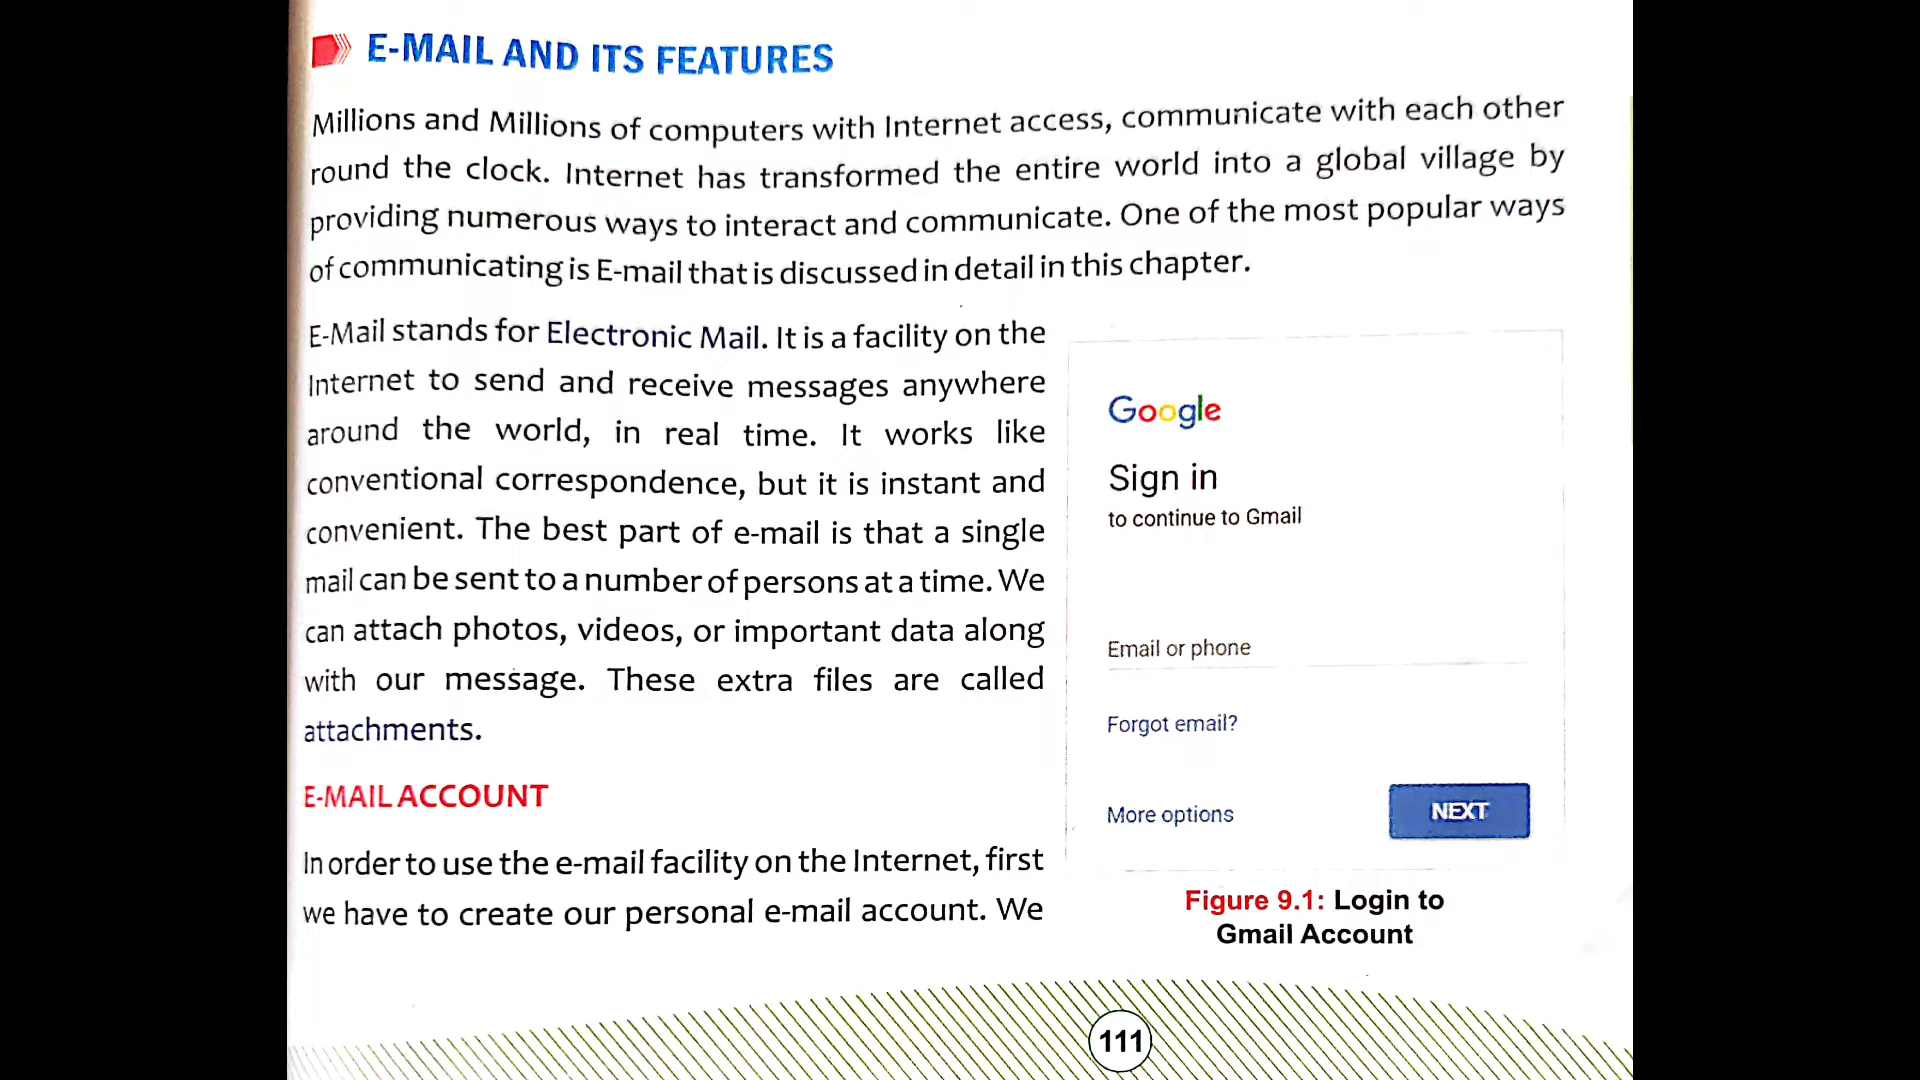 E-MAIL AND ITS FEATURES
Millions and Millions of computers with Internet access, communicate with each other
round the clock. Internet has transformed the entire world into a global village by
providing numerous ways to interact and communicate. One of the most popular ways
of communicating is E-mail that is discussed in detail in this chapter.
E-Mail stands for Electronic Mail. It is a facility on the
Internet to send and receive messages anywhere
around the world, in real time. It works like
conventional correspondence, but it is instant and
convenient. The best part of e-mail is that a single
mail can be sent to a number of persons at a time. We
can attach photos, videos, or important data along
with our message. These extra files are called
attachments.
E-MAIL ACCOUNT
In order to use the e-mail facility on the Internet, first
we have to create our personal e-mail account. We
Google
Sign in
to continue to Gmail
Email or phone
Forgot email?
More options
NEXT
Figure 9.1: Login to
Gmail Account
111